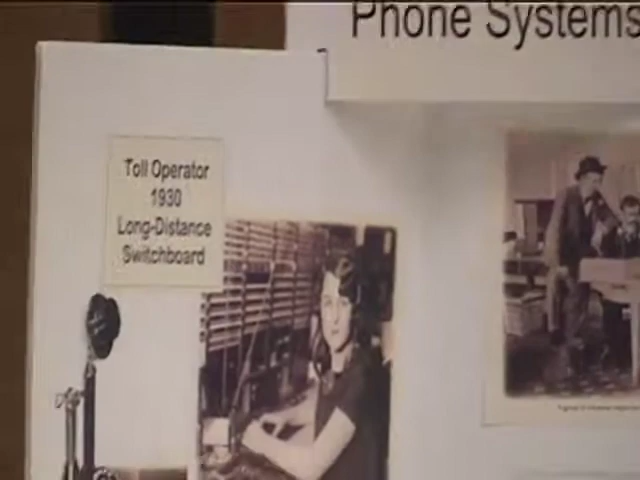 Phone Systems
Toll Operator
1930
Long-Distance
Switchboard